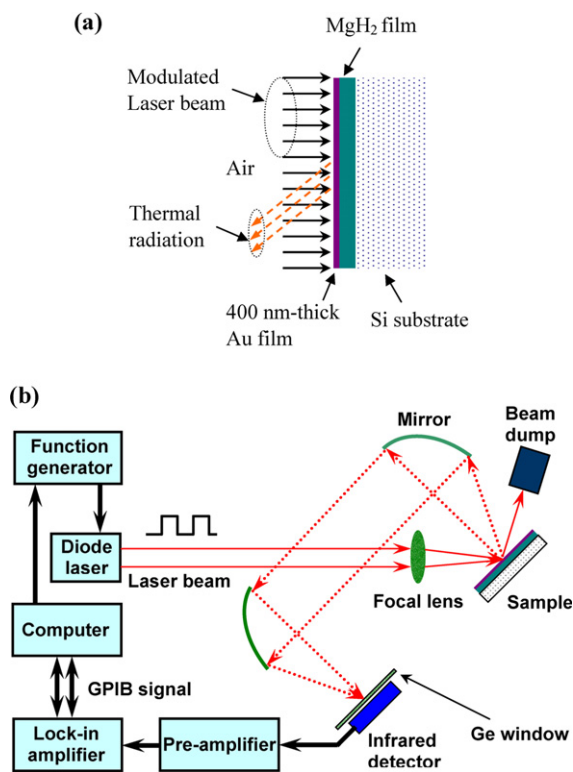 (a)
MgH₂ film
Modulated
Laser beam
Air
Thermal
radiation
400 nm-thick
Au film
Si substrate
(b)
Mirror
Beam
dump
Function
generator
Diode
laser
Laser beam
Focal lens
Sample
Computer
GPIB signal
Lock-in
amplifier
Pre-amplifier
Infrared
detector
Ge window